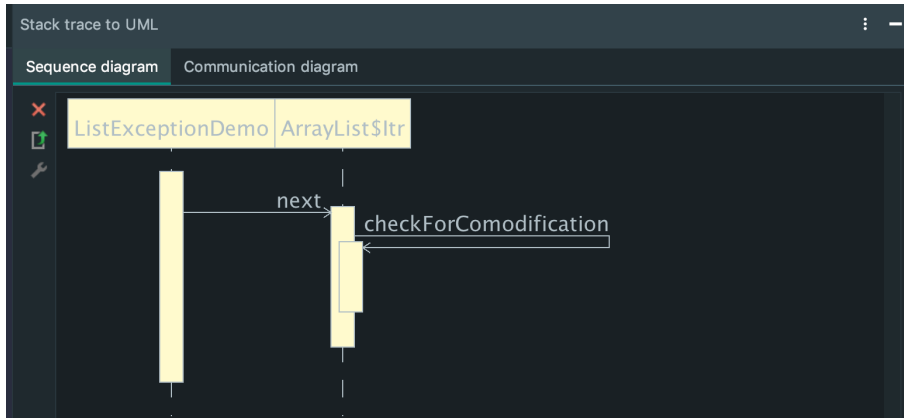 Stack trace to UML
Sequence diagram Communication diagram
ListExceptionDemo ArrayList$Itr
next
checkForComodification